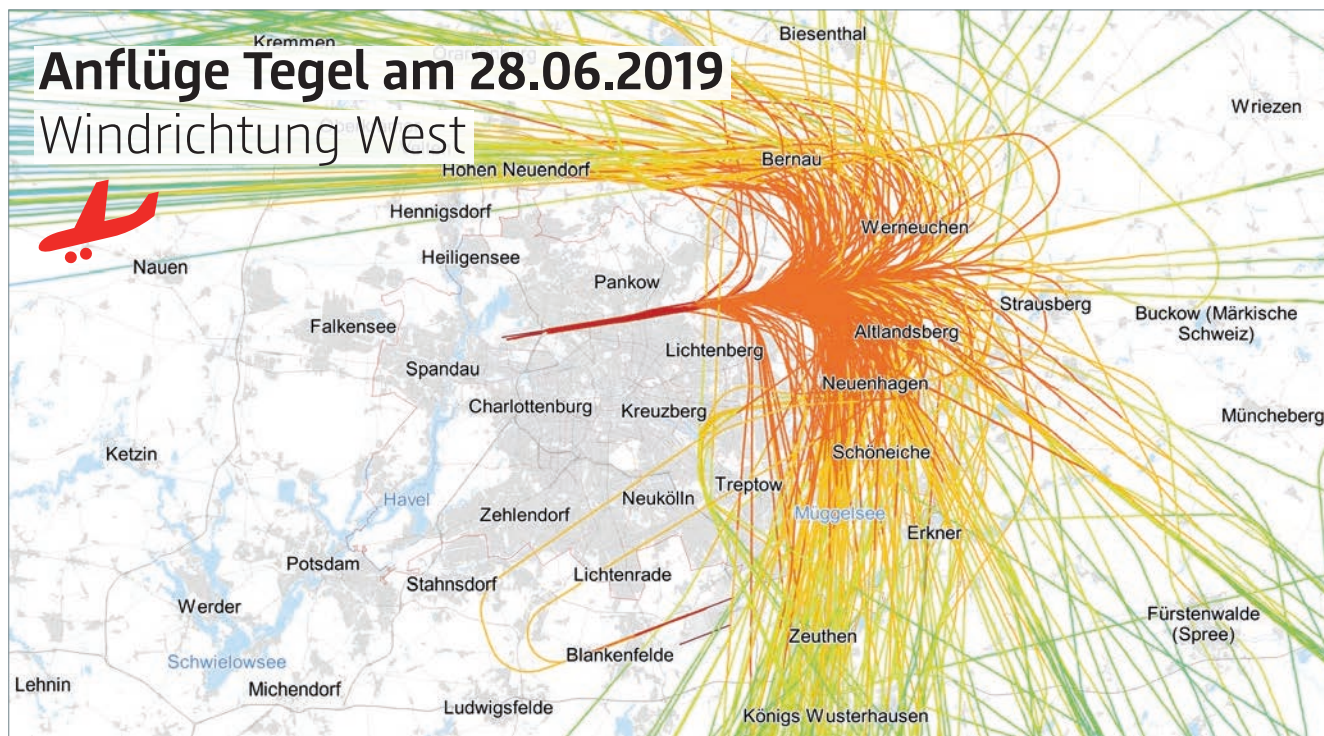 Anflüge Tegel am 28.06.2019
Windrichtung West
Kremmen
Oranienburg
Biesenthal
Wriezen
Bernau
Hohen Neuendorf
Hennigsdorf
Werneuchen
Heiligensee
Nauen
Pankow
Strausberg
Buckow (Märkische
Schweiz)
Falkensee
Altlandsberg
Lichtenberg
Spandau
Neuenhagen
Charlottenburg
Kreuzberg
Müncheberg
Ketzin
Schöneiche
Treptow
Havel
Neukölln
Zehlendorf
Müggelsee
Erkner
Potsdam
Stahnsdorf
Lichtenrade
Werder
Fürstenwalde
(Spree)
Zeuthen
Blankenfelde
Schwielowsee
Lehnin
Michendorf
Ludwigsfelde
Königs Wusterhausen